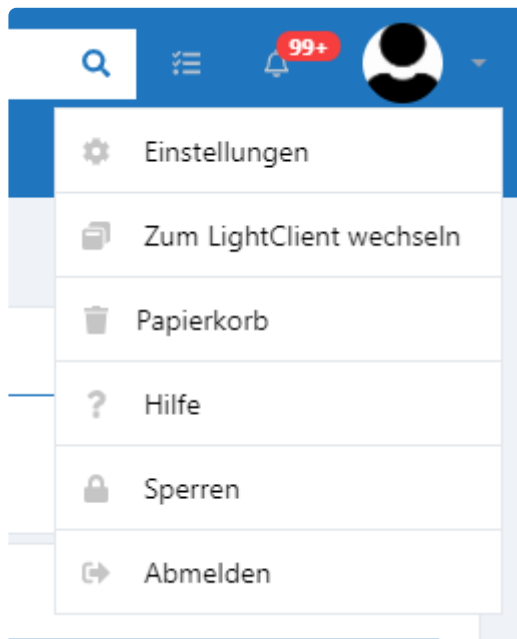 99+
Einstellungen
Zum LightClient wechseln
Papierkorb
Hilfe
Sperren
Abmelden